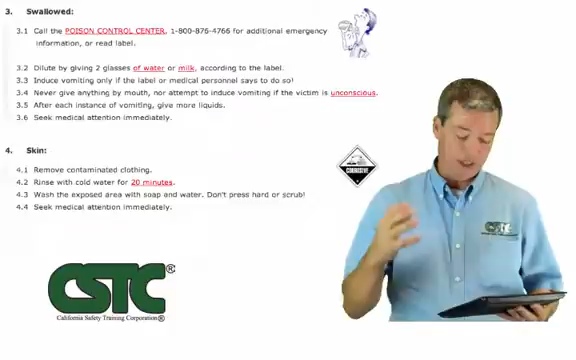 3. Swallowed:
3.1 Call the POISON CONTROL CENTER, 1-800-876-4766 for additional emergency
information, or read label.
3.2 Dilute by giving 2 glasses of water or milk, according to the label.
3.3 Induce vomiting only if the label or medical personnel says to do so!
3.4 Never give anything by mouth, nor attempt to induce vomiting if the victim is unconscious.
3.5 After each instance of vomiting, give more liquids.
3.6 Seek medical attention immediately.
4. Skin:
4.1 Remove contaminated clothing.
4.2 Rinse with cold water for 20 minutes.
4.3 Wash the exposed area with soap and water. Don't press hard or scrub!
4.4 Seek medical attention immediately.
CORROSIVE
CSTC
CSTC®
California Safety Training Corporation®